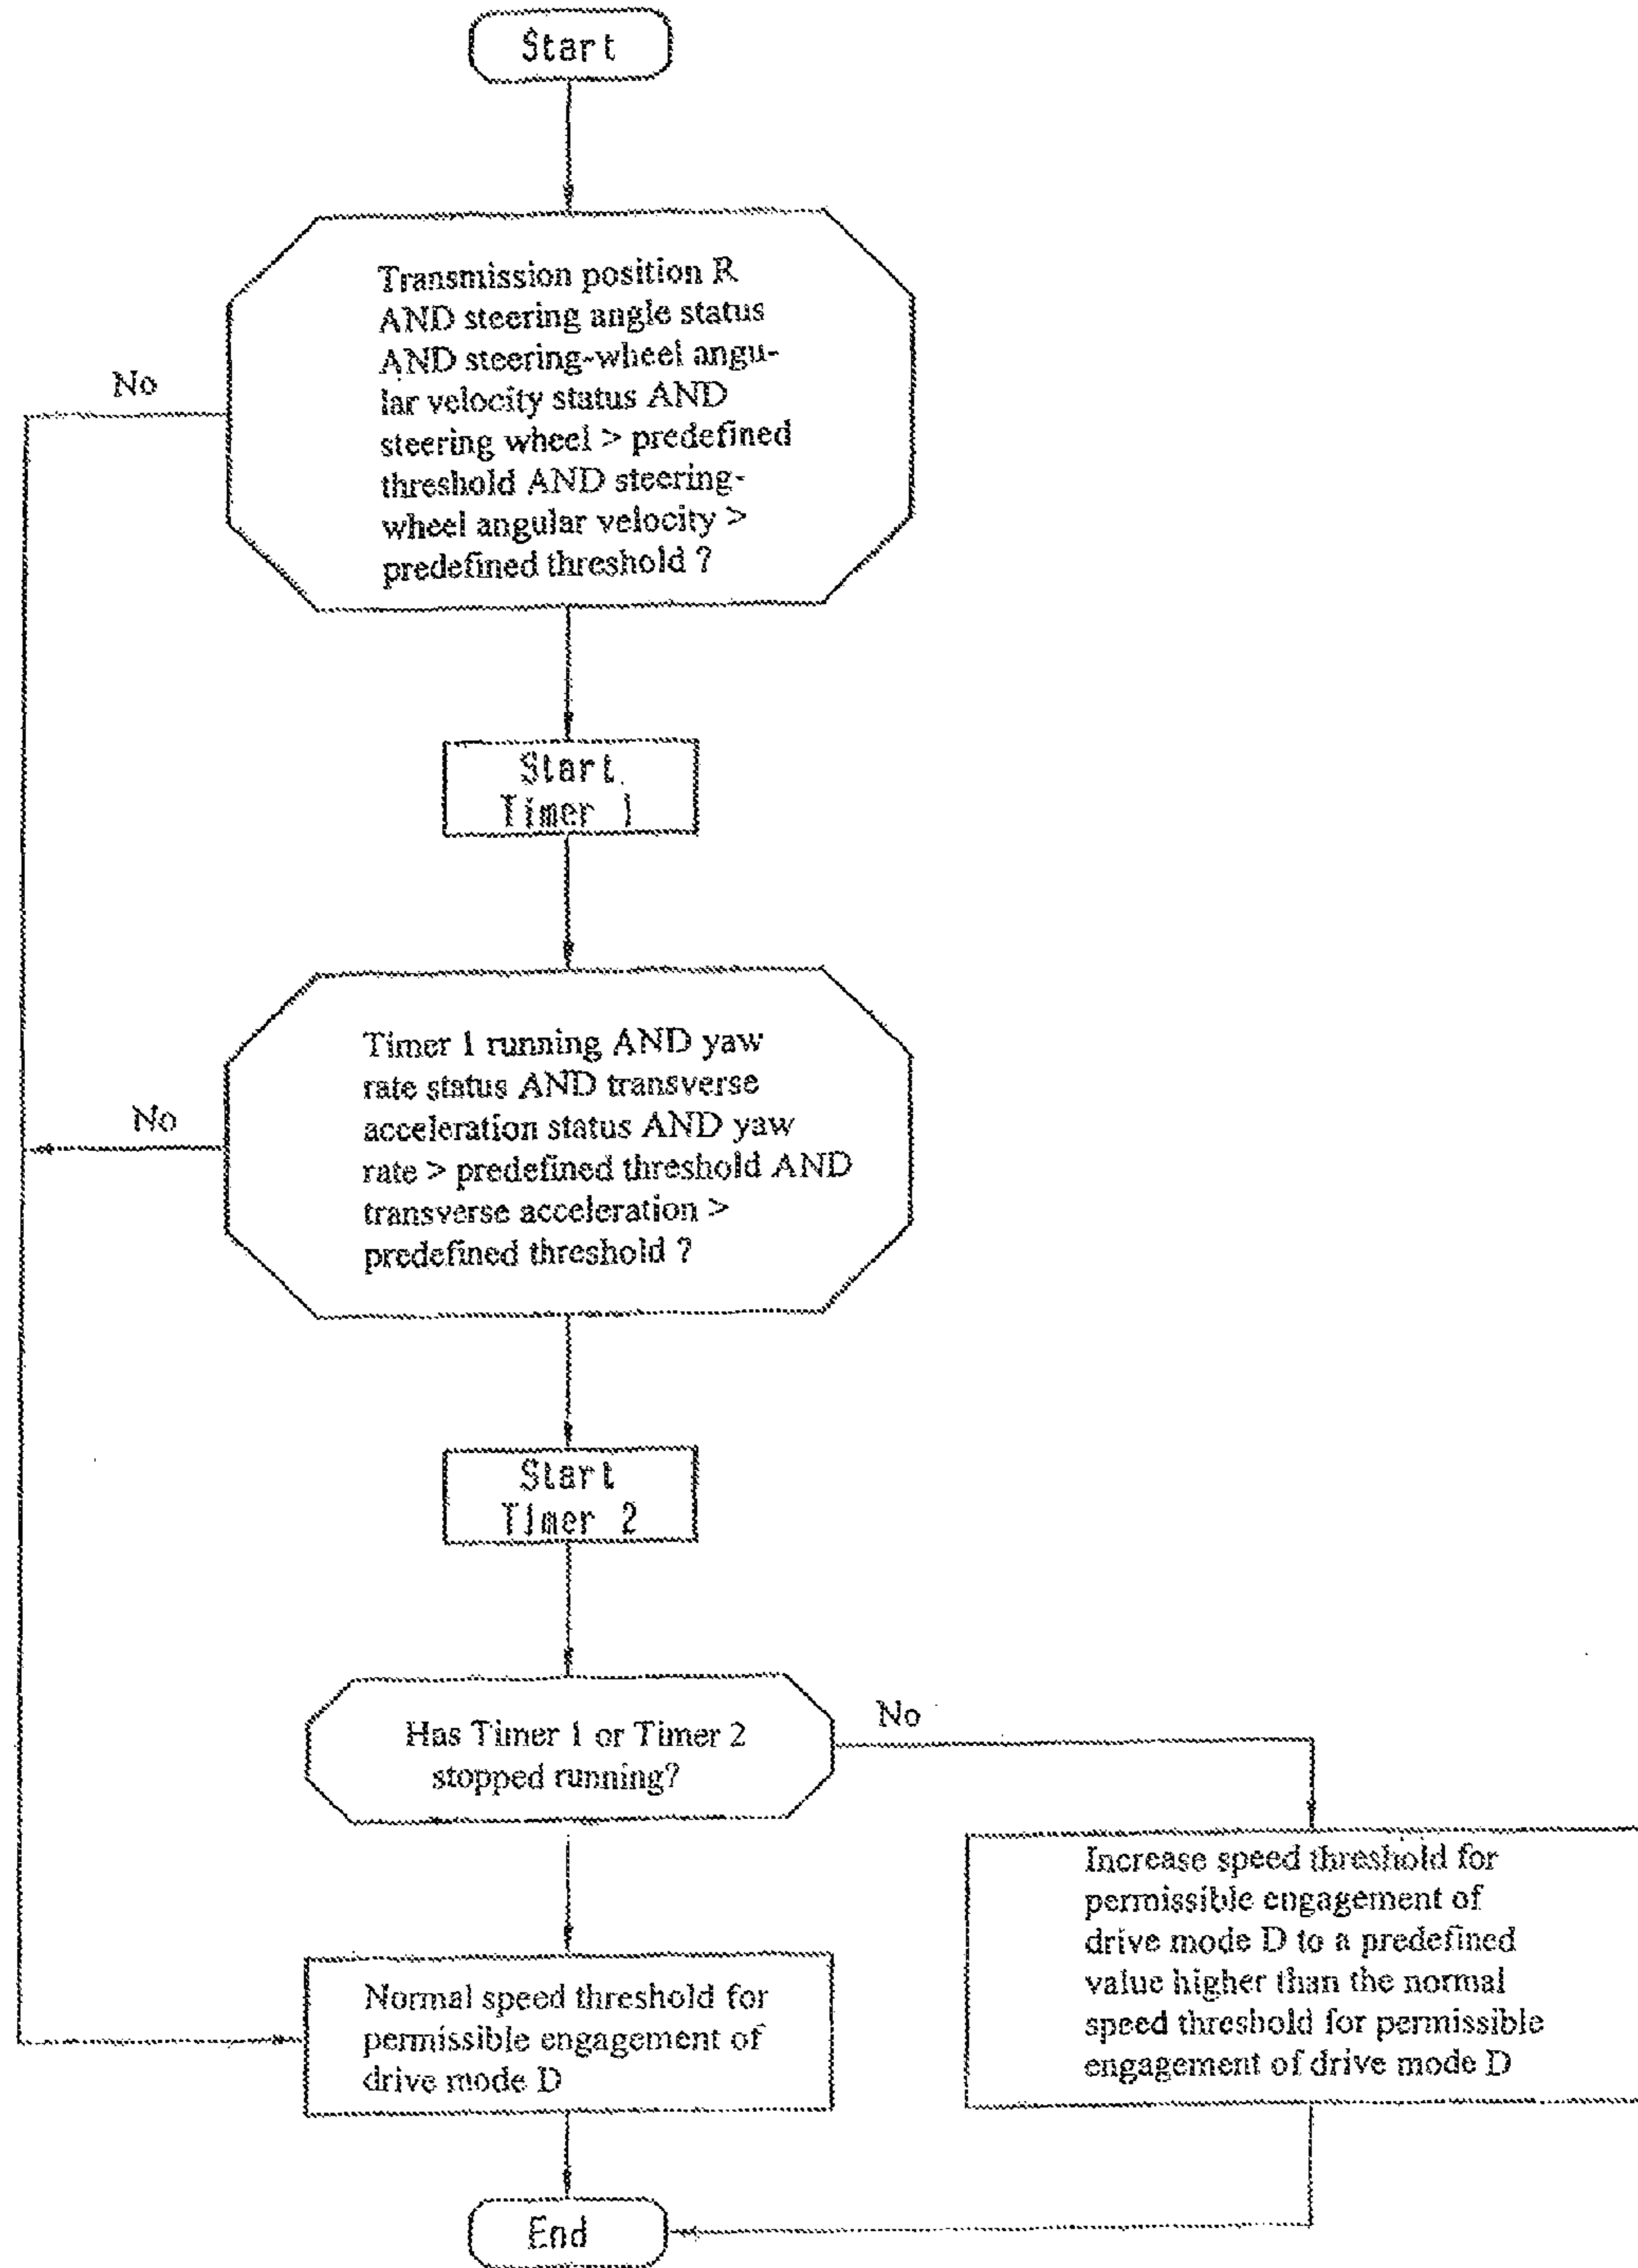 Start
Transmission position R
AND steering angle status
AND steering-wheel angu-
lar velocity status AND
steering wheel > predefined
threshold AND steering-
wheel angular velocity >
predefined threshold ?
No
Start
Timer 1
Timer 1 running AND yaw
rate status AND transverse
acceleration status AND yaw
rate > predefined threshold AND
transverse acceleration >
predefined threshold ?
No
Start
Timer 2
Has Timer 1 or Timer 2
stopped running?
No
Increase speed threshold for
permissible engagement of
drive mode D to a predefined
value higher than the normal
speed threshold for permissible
engagement of drive mode D
Normal speed threshold for
permissible engagement of
drive mode D
End